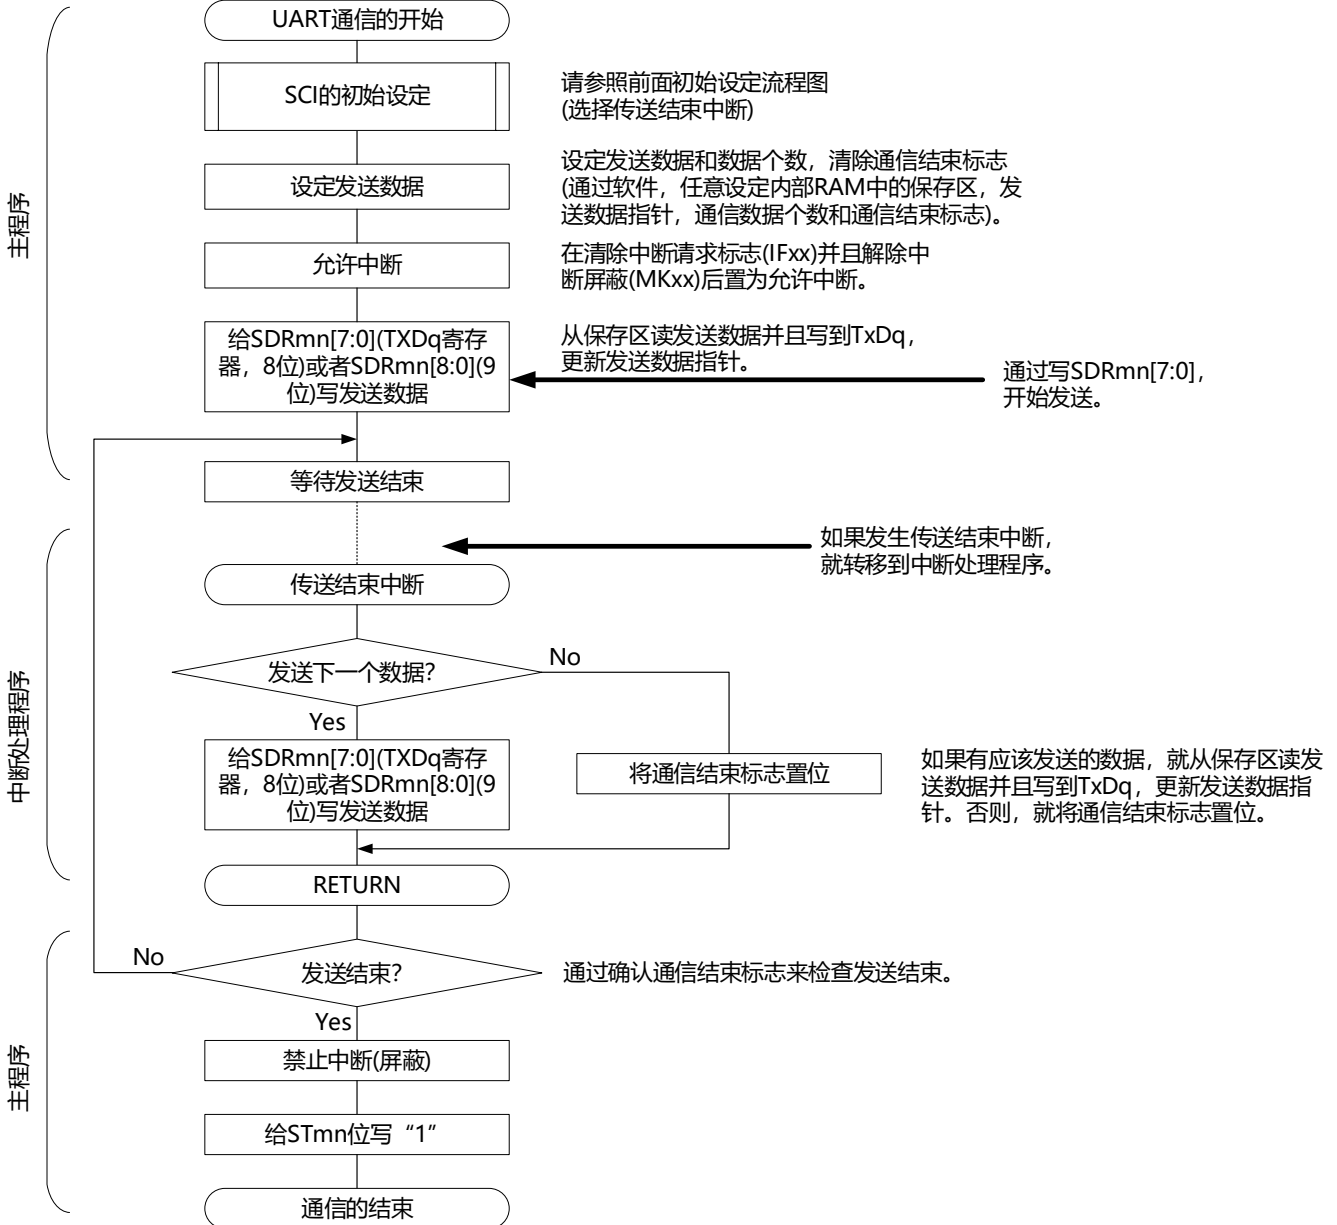 UART通信的开始
SCI的初始设定
请参照前面初始设定流程图
(选择传送结束中断)
设定发送数据
设定发送数据和数据个数，清除通信结束标志
(通过软件，任意设定内部RAM中的保存区，发
送数据指针，通信数据个数和通信结束标志)。
主程序
允许中断
在清除中断请求标志(IFxx)并且解除中
断屏蔽(MKxx)后置为允许中断。
给SDRmn[7:0](TXDq寄存
器，8位)或者SDRmn[8:0](9
位)写发送数据
从保存区读发送数据并且写到TxDq，
更新发送数据指针。
通过写SDRmn[7:0]，
开始发送。
等待发送结束
如果发生传送结束中断，
就转移到中断处理程序。
传送结束中断
发送下一个数据?
No
Yes
中断处理程序
给SDRmn[7:0](TXDq寄存
器，8位)或者SDRmn[8:0](9
位)写发送数据
将通信结束标志置位
如果有应该发送的数据，就从保存区读发
送数据并且写到TxDq，更新发送数据指
针。否则，就将通信结束标志置位。
RETURN
No
发送结束?
通过确认通信结束标志来检查发送结束。
Yes
主程序
禁止中断(屏蔽)
给STmn位写“1”
通信的结束